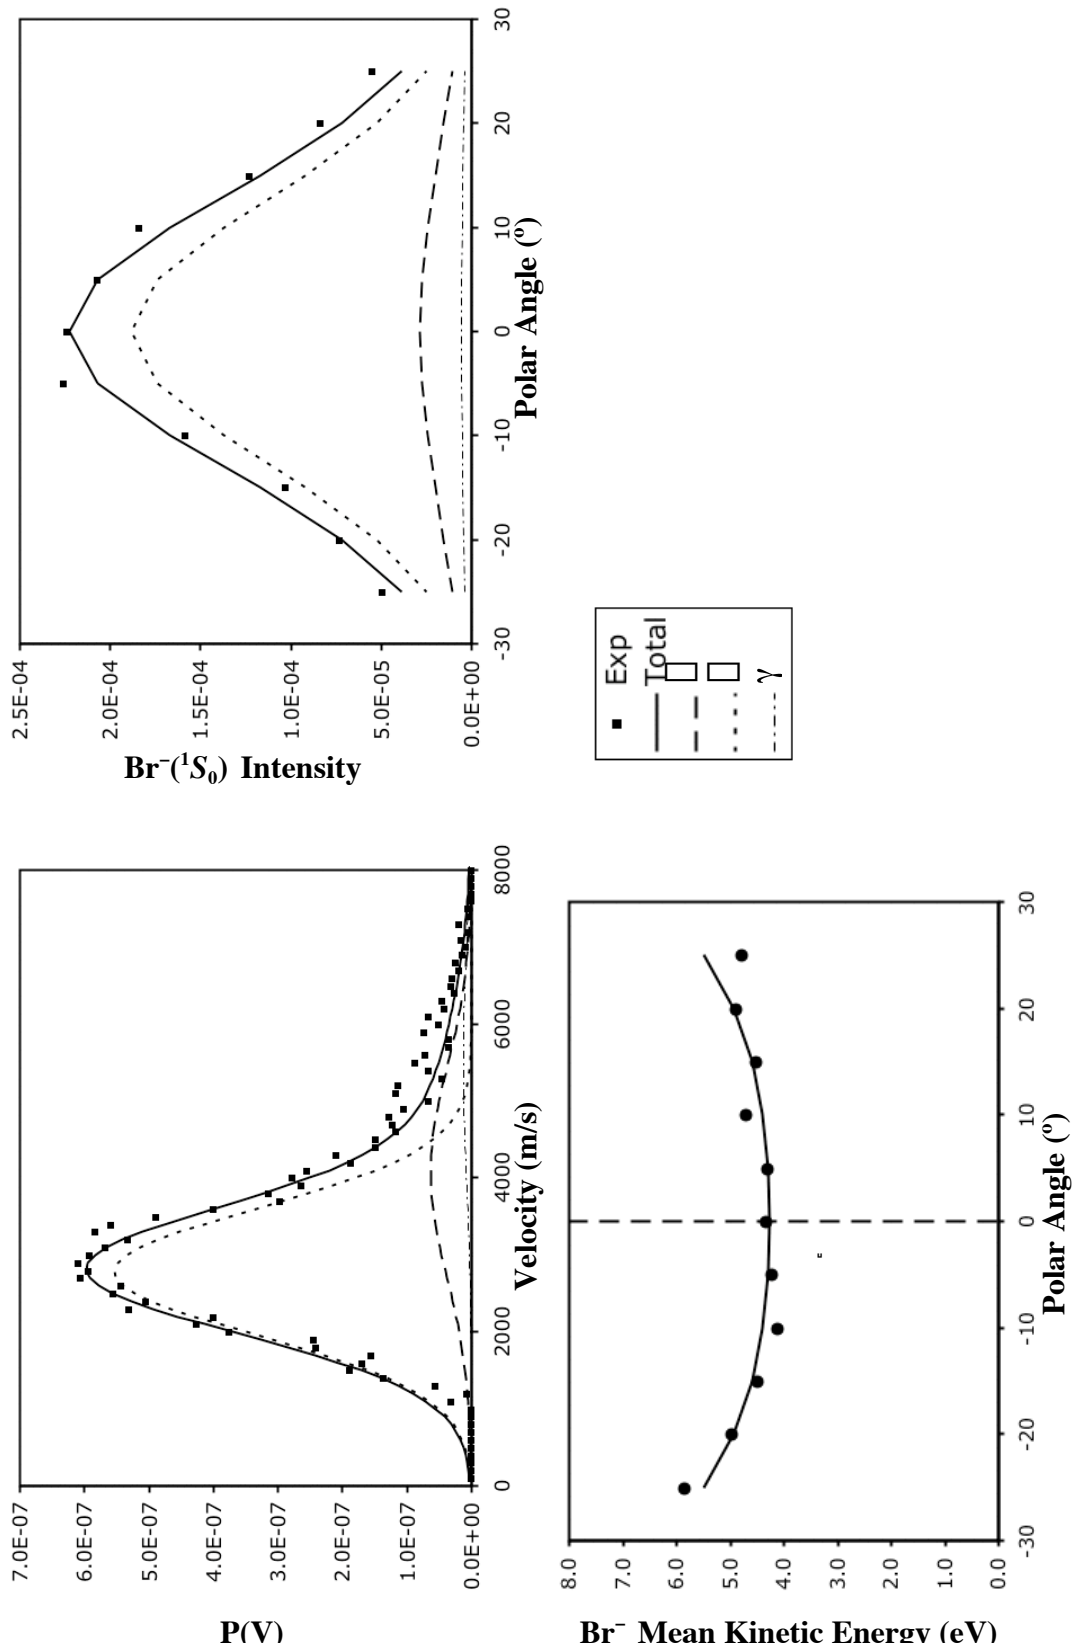 2.5E-04
2.0E-04
1.5E-04
1.0E-04
5.0E-05
0.0E+00
-30
-20
-10
0
10
20
30
Polar Angle (º)
Br⁻(¹S₀) Intensity
Exp
Total
γ
7.0E-07
6.0E-07
5.0E-07
4.0E-07
3.0E-07
2.0E-07
1.0E-07
0.0E+00
0
2000
4000
6000
8000
Velocity (m/s)
P(V)
8.0
7.0
6.0
5.0
4.0
3.0
2.0
1.0
0.0
-30
-20
-10
0
10
20
30
Polar Angle (º)
Br⁻ Mean Kinetic Energy (eV)